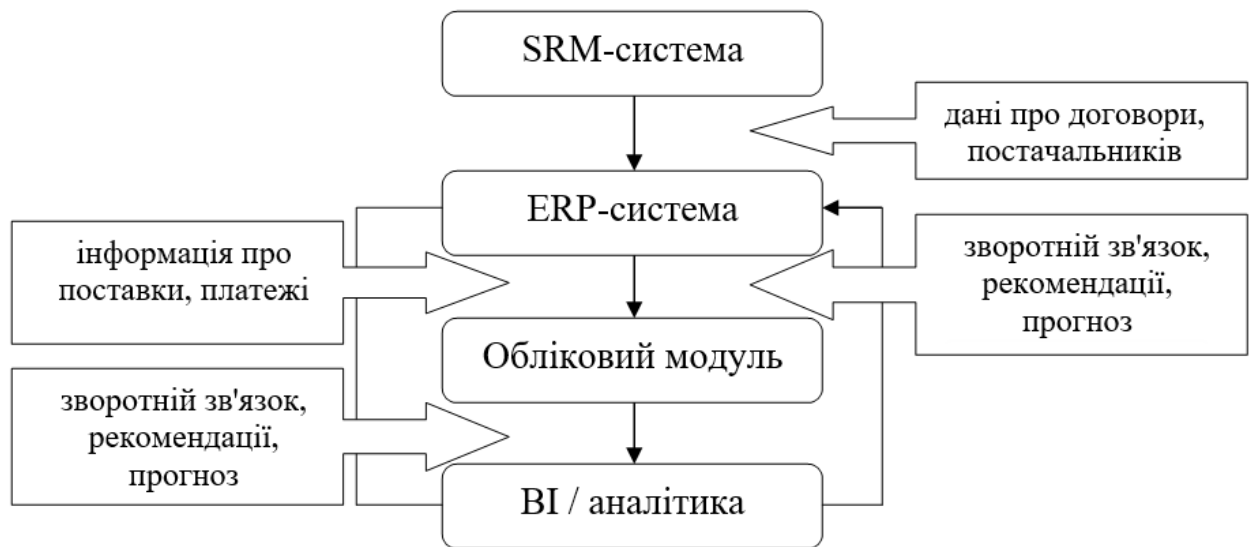 SRM-система
дані про договори,
постачальників
ERP-система
інформація про
поставки, платежі
зворотній зв'язок,
рекомендації,
прогноз
Обліковий модуль
зворотній зв'язок,
рекомендації,
прогноз
BI / аналітика